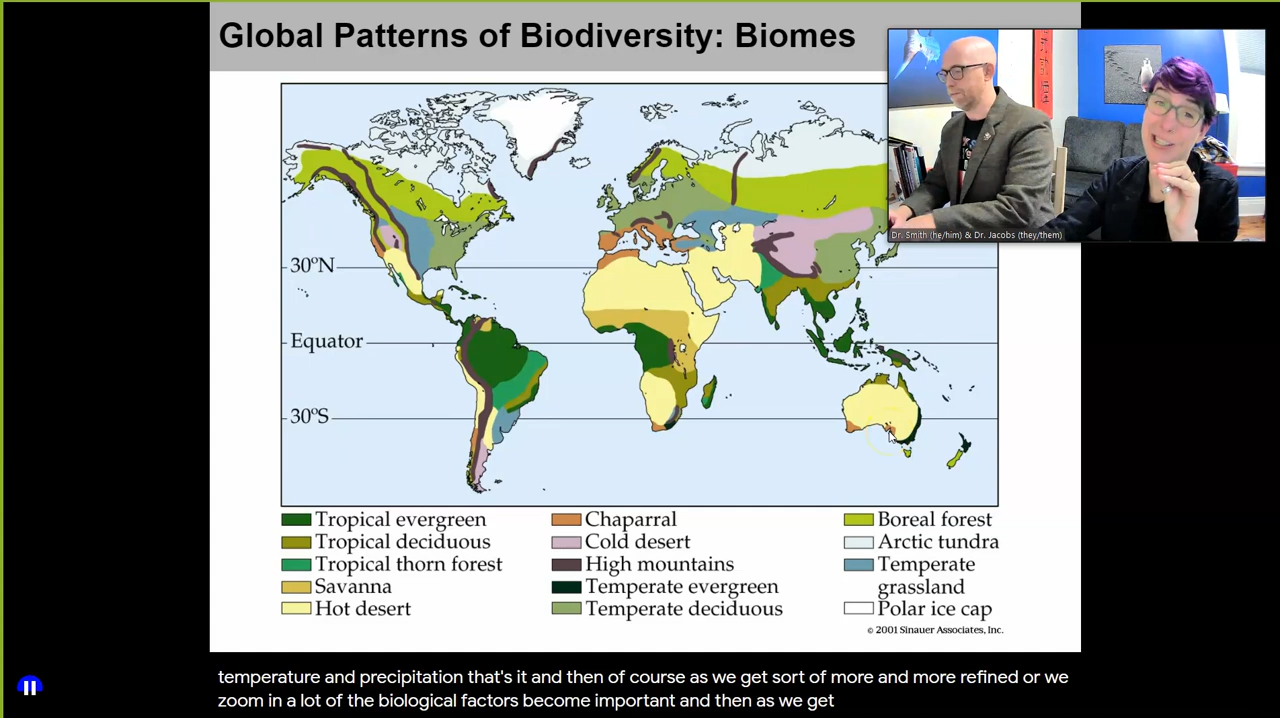 Global Patterns of Biodiversity: Biomes
Dr. Smith (he/him) & Dr. Jacobs (they/them)
30°N
Equator
30°S
Tropical evergreen
Tropical deciduous
Tropical thorn forest
Savanna
Hot desert
Chaparral
Cold desert
High mountains
Temperate evergreen
Temperate deciduous
Boreal forest
Arctic tundra
Temperate
grassland
Polar ice cap
© 2001 Sinauer Associates, Inc.
temperature and precipitation that's it and then of course as we get sort of more and more refined or we
zoom in a lot of the biological factors become important and then as we get